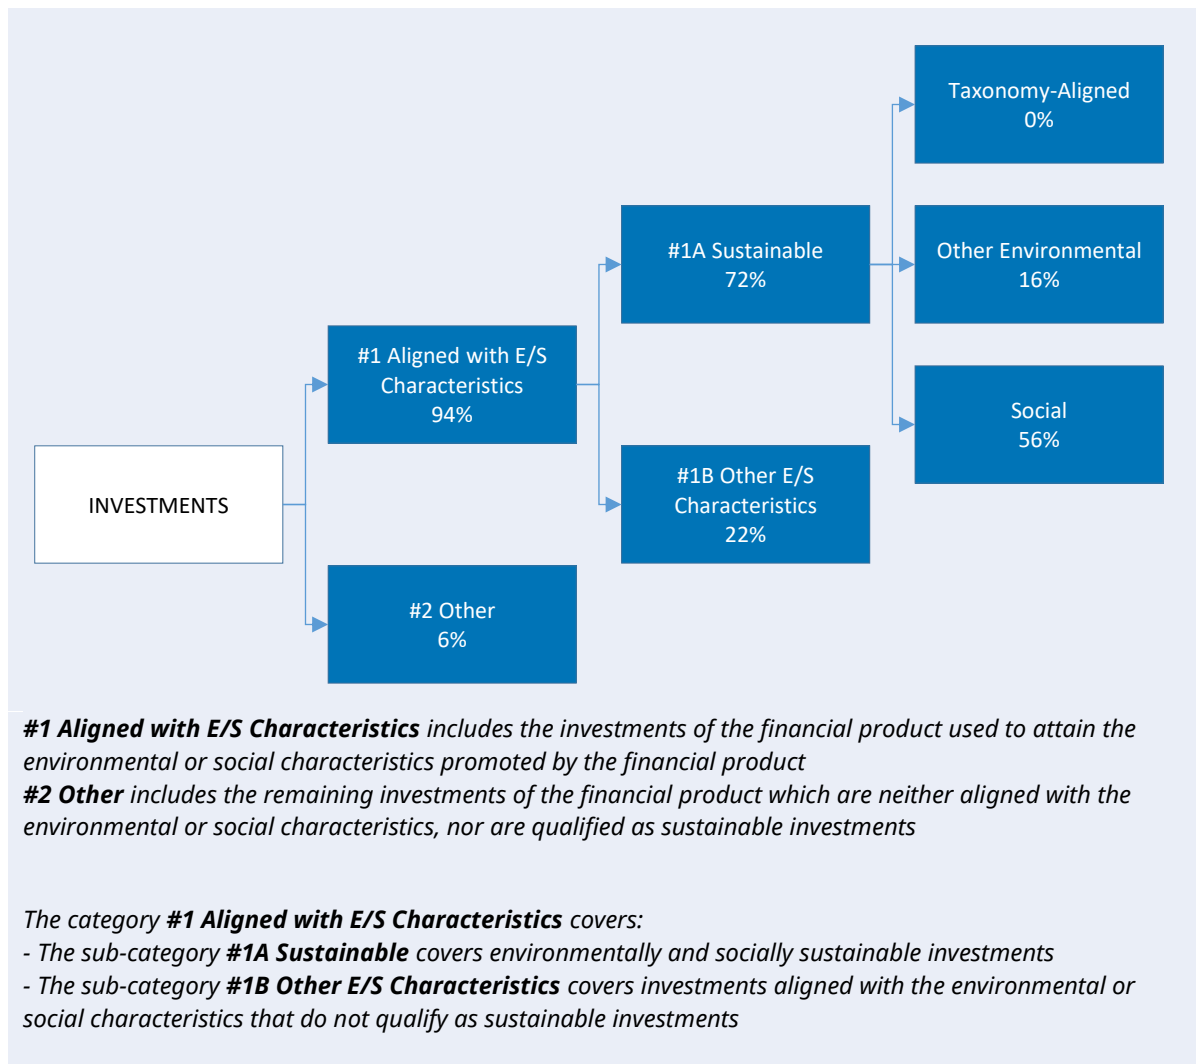 Taxonomy-Aligned
0%
#1A Sustainable
72%
Other Environmental
16%
#1 Aligned with E/S
Characteristics
94%
Social
56%
INVESTMENTS
#1B Other E/S
Characteristics
22%
#2 Other
6%
#1 Aligned with E/S Characteristics includes the investments of the financial product used to attain the
environmental or social characteristics promoted by the financial product
#2 Other includes the remaining investments of the financial product which are neither aligned with the
environmental or social characteristics, nor are qualified as sustainable investments
The category #1 Aligned with E/S Characteristics covers:
- The sub-category #1A Sustainable covers environmentally and socially sustainable investments
- The sub-category #1B Other E/S Characteristics covers investments aligned with the environmental or
social characteristics that do not qualify as sustainable investments